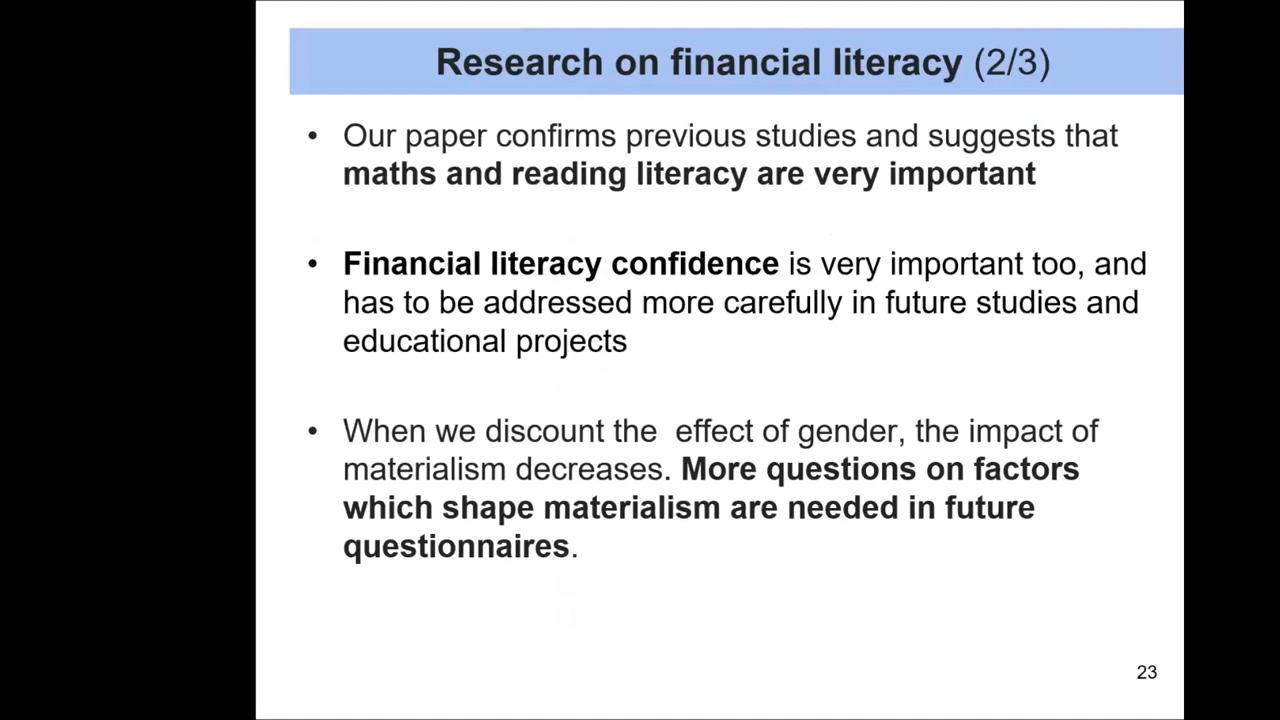 Research on financial literacy (2/3)
• Our paper confirms previous studies and suggests that
maths and reading literacy are very important
• Financial literacy confidence is very important too, and
has to be addressed more carefully in future studies and
educational projects
• When we discount the  effect of gender, the impact of
materialism decreases. More questions on factors
which shape materialism are needed in future
questionnaires.
23